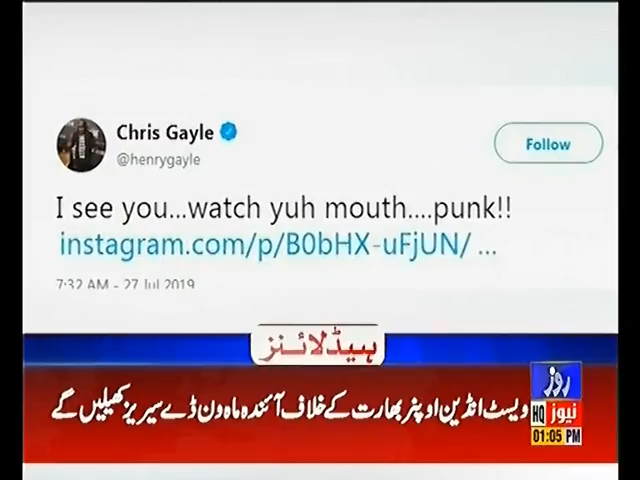 Chris Gayle
@henrygayle
Follow
I see you...watch yuh mouth....punk!!
instagram.com/p/B0bHX-uFjUN/ ...
7:32 AM - 27 Jul 2019
ہیڈلائنز
ویسٹ انڈین اوپنر بھارت کے خلاف آئندہ ماہ ون ڈے سیریز کھیلیں گے
روز
HQ نیوز
01:05 PM